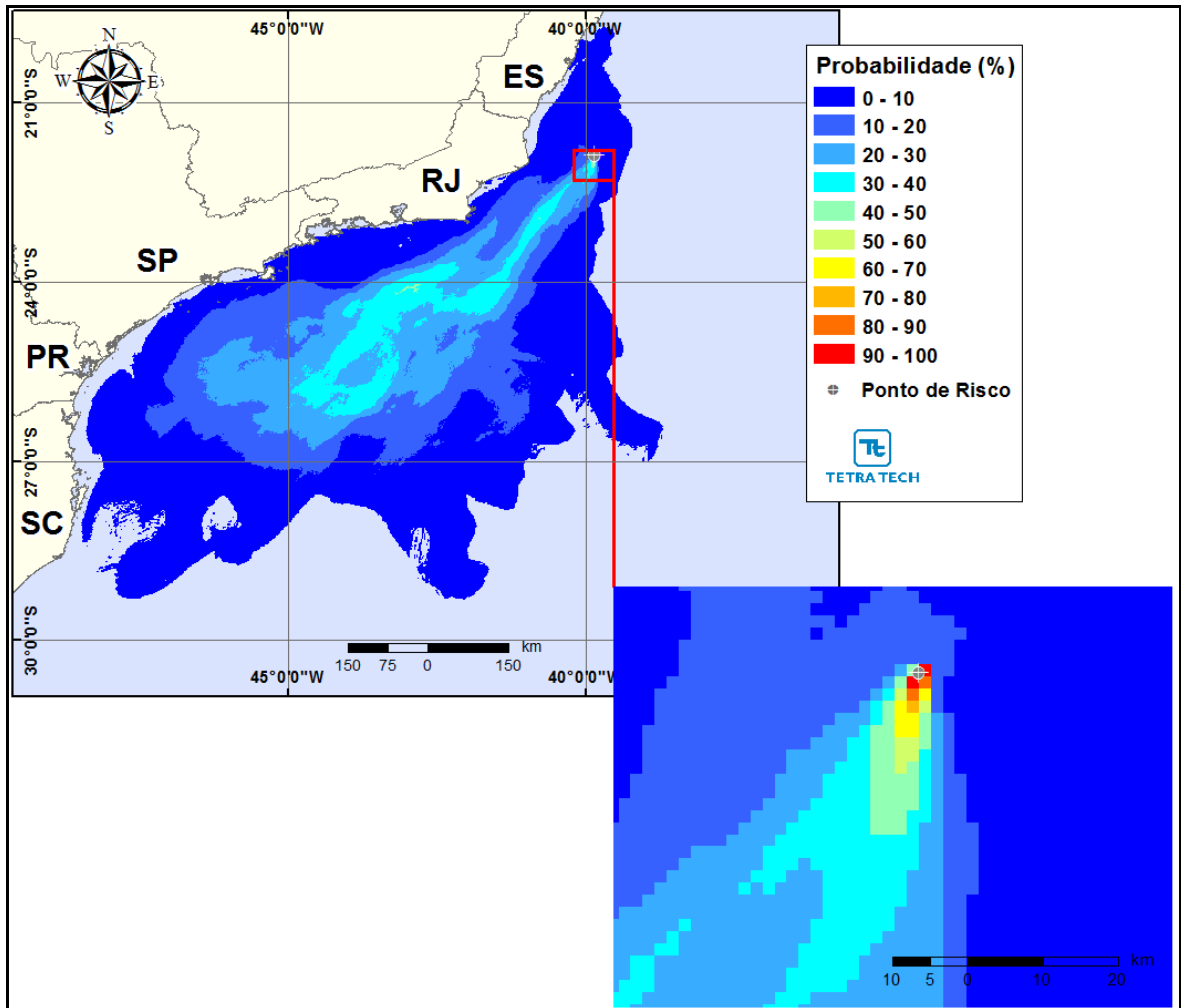 45°0'0"W
40°0'0"W
N
W
E
S
ES
21°0'0"S
RJ
SP
24°0'0"S
PR
27°0'0"S
SC
30°0'0"S
km
150 75 0 150
45°0'0"W
40°0'0"W
Probabilidade (%)
0 - 10
10 - 20
20 - 30
30 - 40
40 - 50
50 - 60
60 - 70
70 - 80
80 - 90
90 - 100
Ponto de Risco
Tt
TETRA TECH
km
10 5 0 10 20